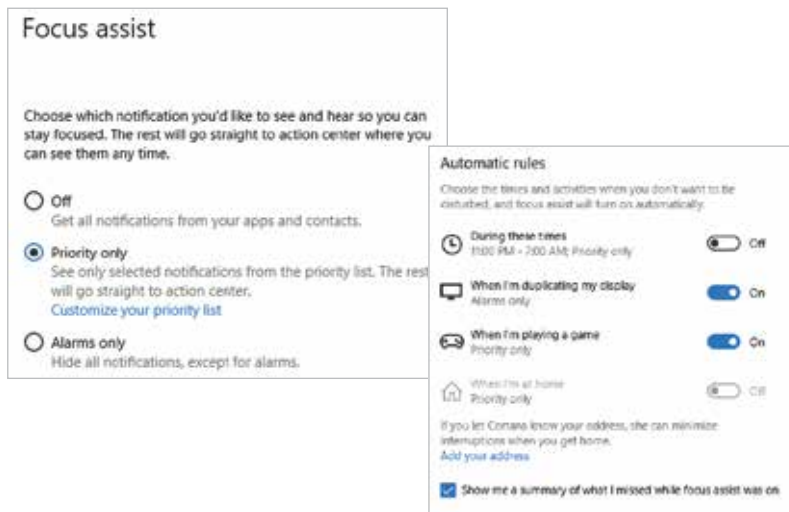 Focus assist
Choose which notification you'd like to see and hear so you can
stay focused. The rest will go straight to action center where you
can see them any time.
Off
Get all notifications from your apps and contacts.
Priority only
See only selected notifications from the priority list. The rest
will go straight to action center.
Customize your priority list
Alarms only
Hide all notifications, except for alarms.
Automatic rules
Choose the times and activities when you don't want to be
disturbed, and focus assist will turn on automatically.
During these times
11:00 PM - 7:00 AM; Priority only
Off
When I'm duplicating my display
Alarms only
On
When I'm playing a game
Priority only
On
When I'm at home
Priority only
Off
If you let Cortana know your address, she can minimize
interruptions when you get home.
Add your address
Show me a summary of what I missed while focus assist was on